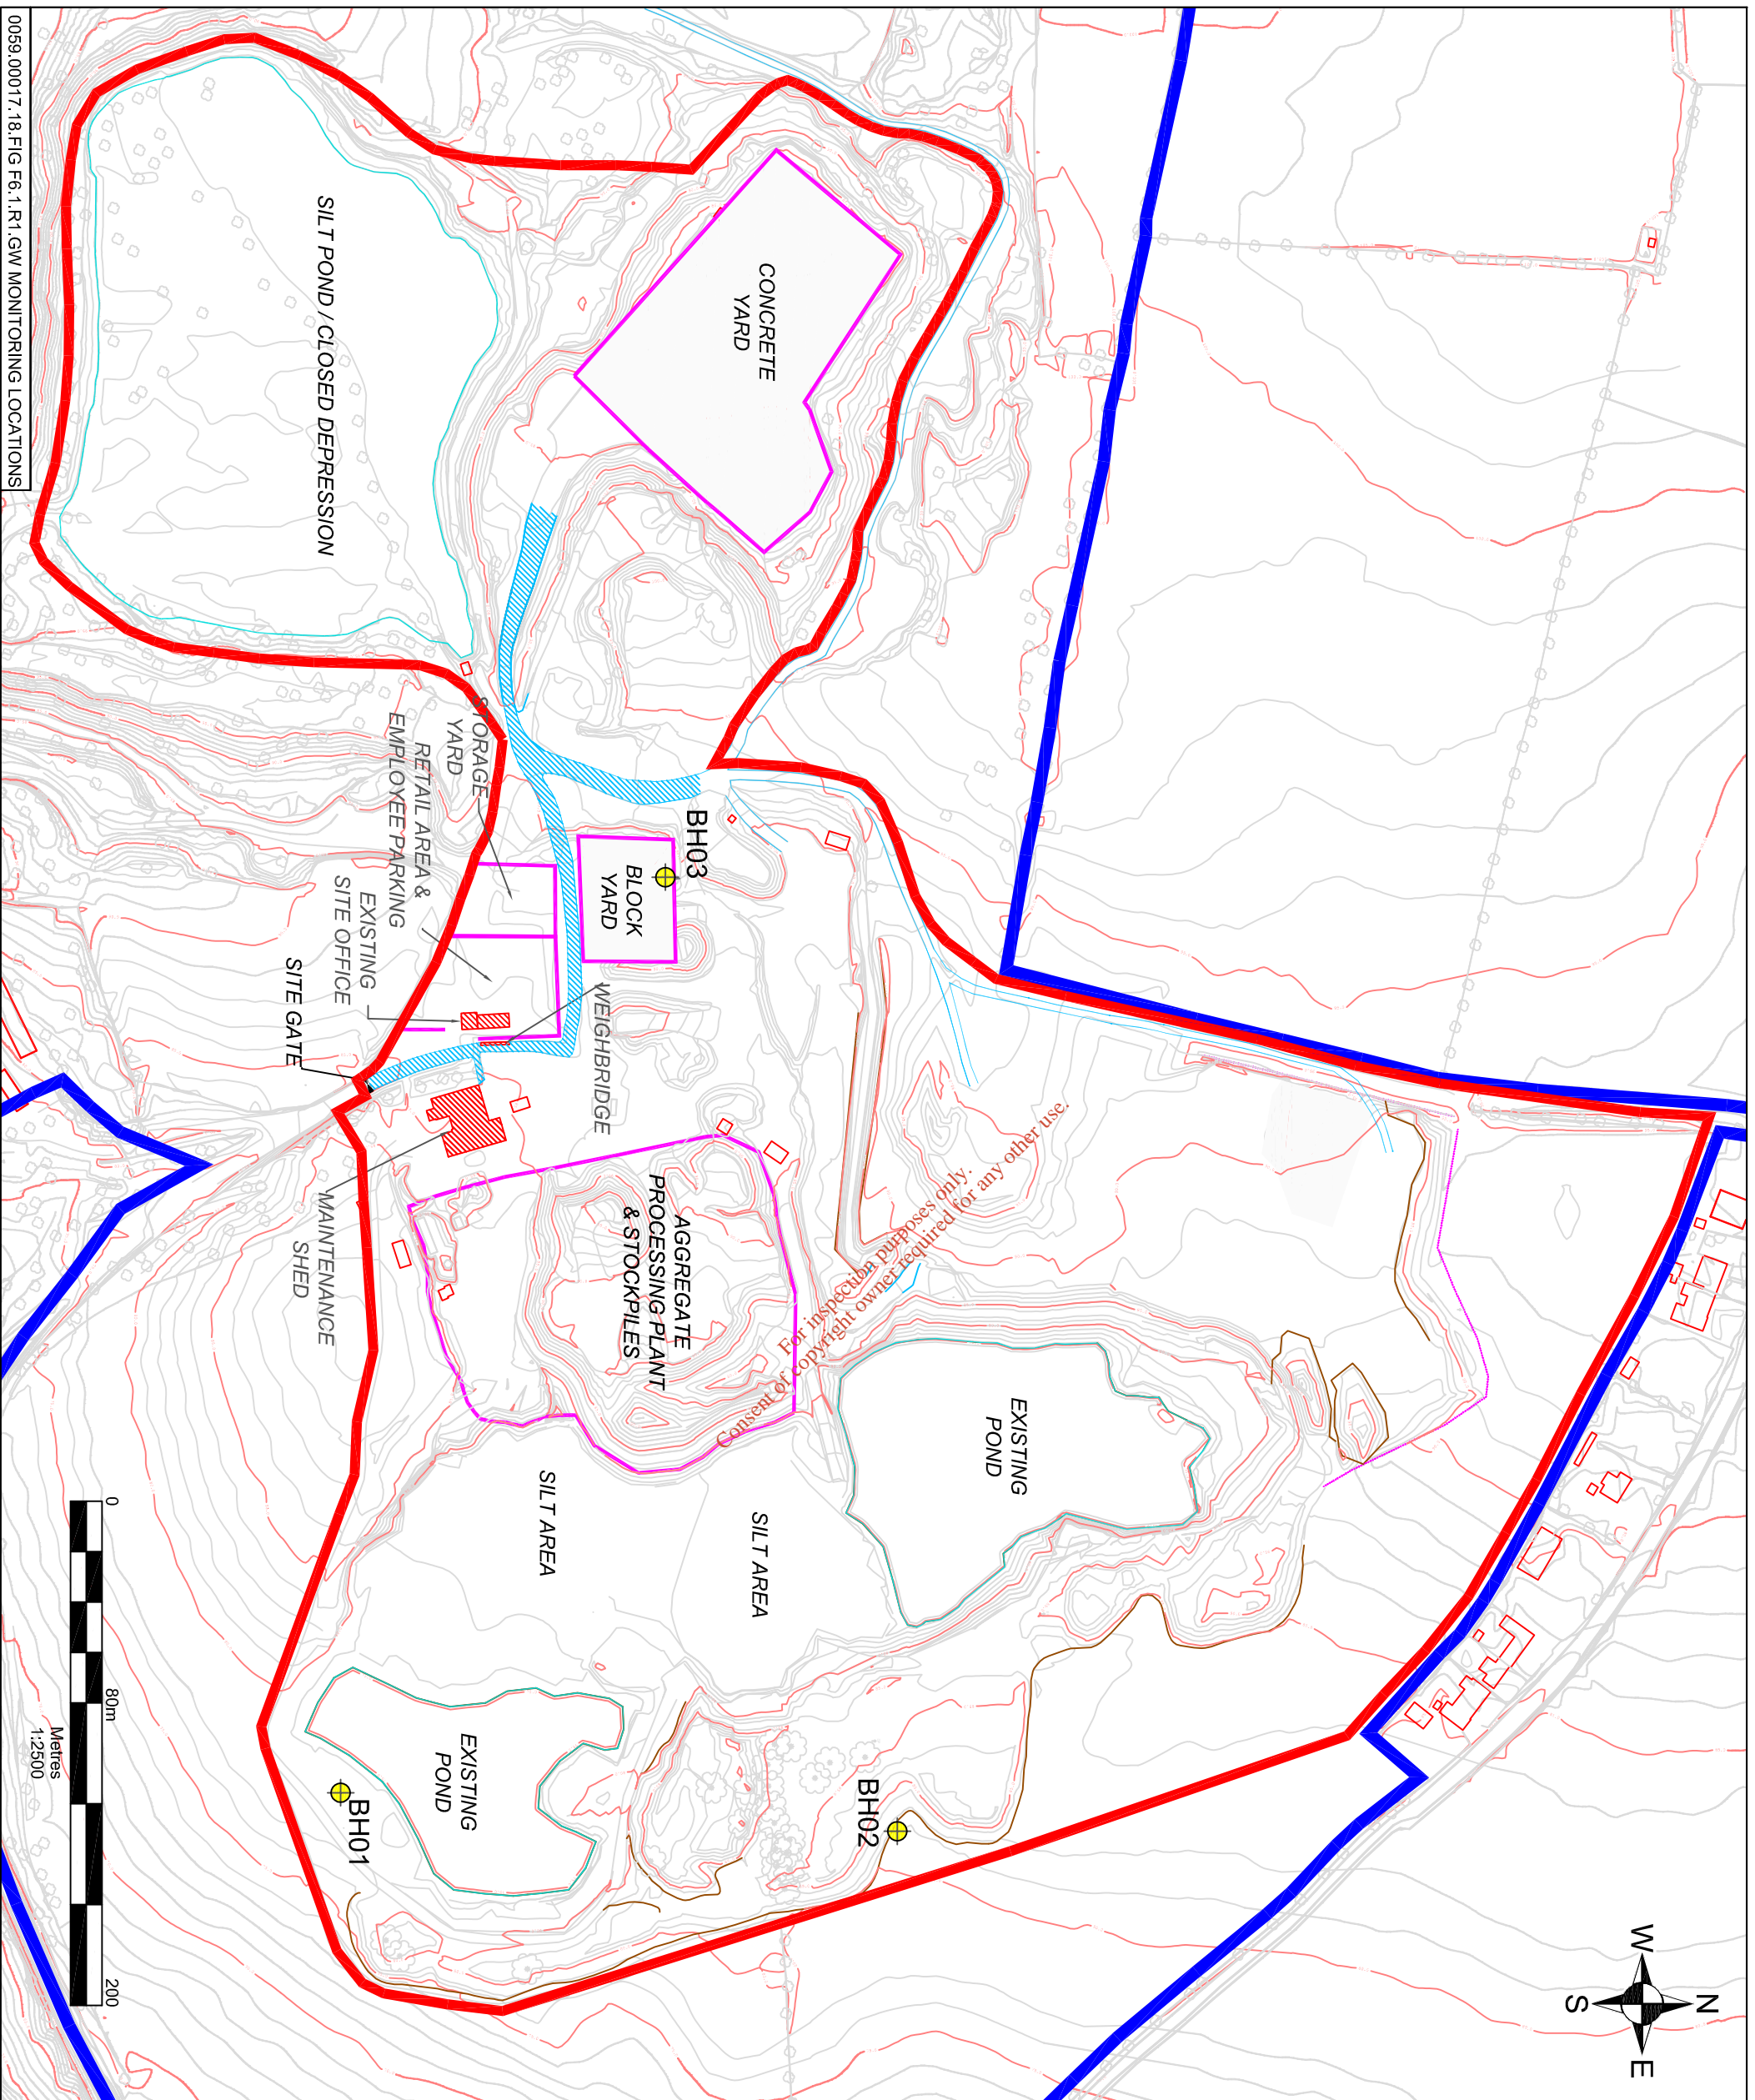 0059.00017.18.FIG F6.1.R1.GW MONITORING LOCATIONS
SILT POND / CLOSED DEPRESSION
CONCRETE
YARD
STORAGE
YARD
RETAIL AREA &
EMPLOYEE PARKING
EXISTING
SITE OFFICE
SITE GATE
BH03
BLOCK
YARD
WEIGHBRIDGE
MAINTENANCE
SHED
AGGREGATE
PROCESSING PLANT
& STOCKPILES
For inspection purposes only.
Consent of copyright owner required for any other use.
EXISTING
POND
SILT AREA
SILT AREA
EXISTING
POND
BH01
BH02
0
80m
200
Metres
1:2500
N
W
E
S